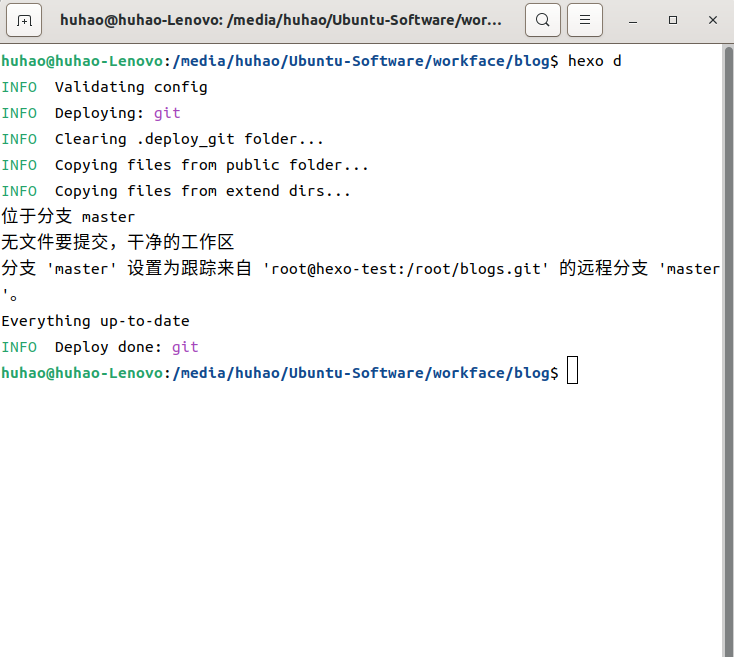 huhao@huhao-Lenovo: /media/huhao/Ubuntu-Software/wor...
huhao@huhao-Lenovo:/media/huhao/Ubuntu-Software/workface/blog$ hexo d
INFO  Validating config
INFO  Deploying: git
INFO  Clearing .deploy_git folder...
INFO  Copying files from public folder...
INFO  Copying files from extend dirs...
位于分支 master
无文件要提交，干净的工作区
分支 'master' 设置为跟踪来自 'root@hexo-test:/root/blogs.git' 的远程分支 'master
'。
Everything up-to-date
INFO  Deploy done: git
huhao@huhao-Lenovo:/media/huhao/Ubuntu-Software/workface/blog$